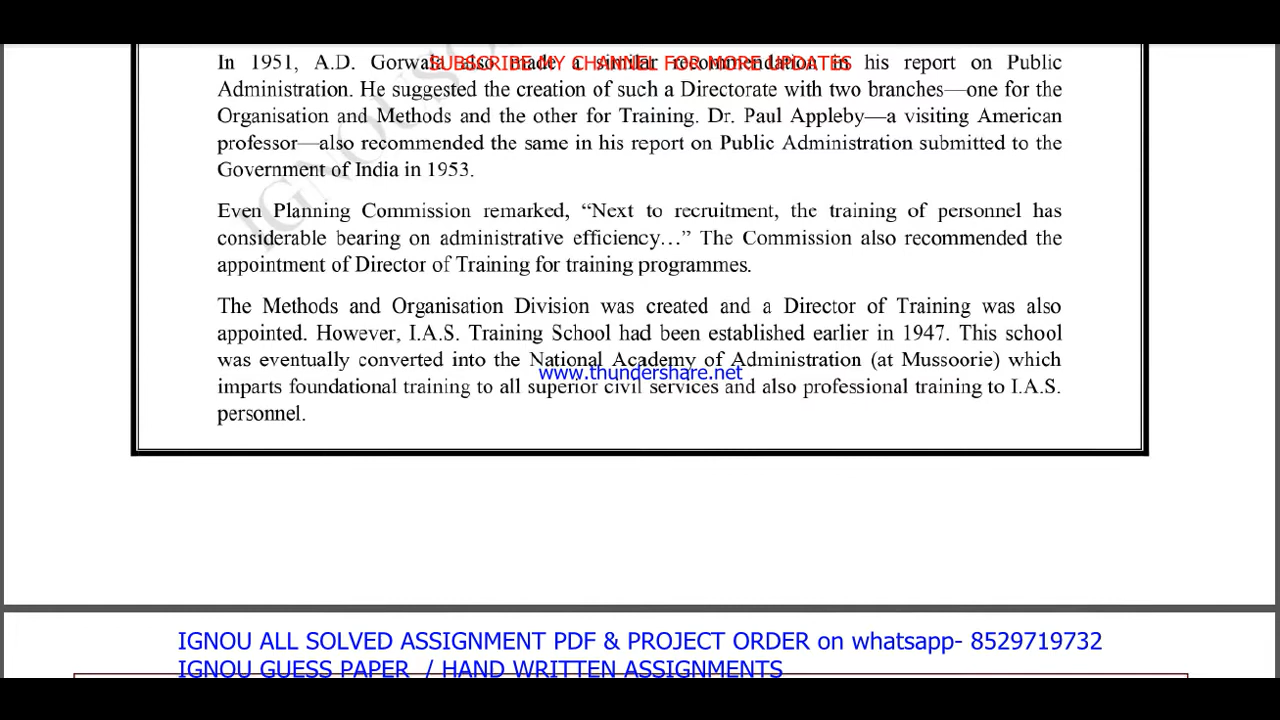 In 1951, A.D. Gorwala also made a similar recommendation in his report on Public
SUBSCRIBE MY CHANNEL FOR MORE UPDATES
Administration. He suggested the creation of such a Directorate with two branches—one for the
Organisation and Methods and the other for Training. Dr. Paul Appleby—a visiting American
professor—also recommended the same in his report on Public Administration submitted to the
Government of India in 1953.
IGNOUS
Even Planning Commission remarked, “Next to recruitment, the training of personnel has
considerable bearing on administrative efficiency…” The Commission also recommended the
appointment of Director of Training for training programmes.
The Methods and Organisation Division was created and a Director of Training was also
appointed. However, I.A.S. Training School had been established earlier in 1947. This school
was eventually converted into the National Academy of Administration (at Mussoorie) which
www.thundershare.net
imparts foundational training to all superior civil services and also professional training to I.A.S.
personnel.
IGNOU ALL SOLVED ASSIGNMENT PDF & PROJECT ORDER on whatsapp- 8529719732
IGNOU GUESS PAPER / HAND WRITTEN ASSIGNMENTS